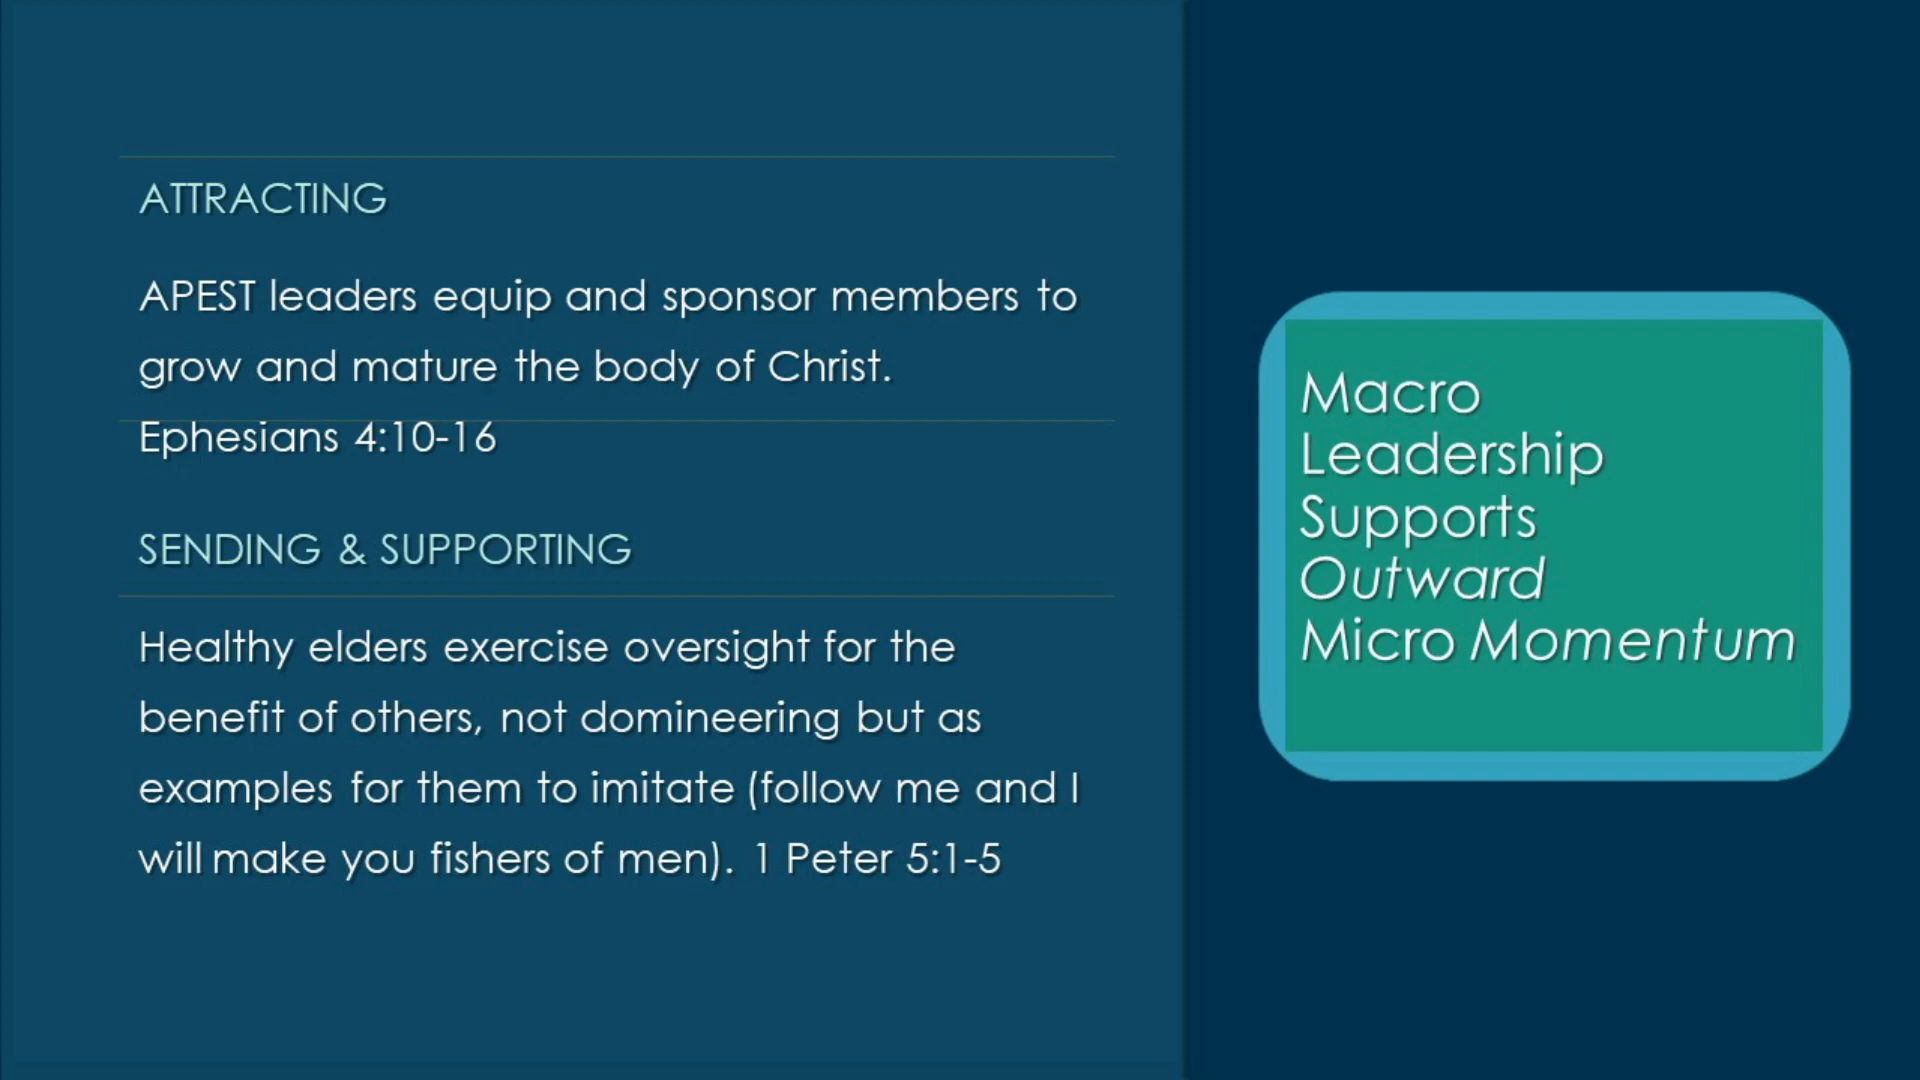 ATTRACTING
APEST leaders equip and sponsor members to
grow and mature the body of Christ.
Ephesians 4:10-16
SENDING & SUPPORTING
Healthy elders exercise oversight for the
benefit of others, not domineering but as
examples for them to imitate (follow me and I
will make you fishers of men). 1 Peter 5:1-5
Macro
Leadership
Supports
Outward
Micro Momentum